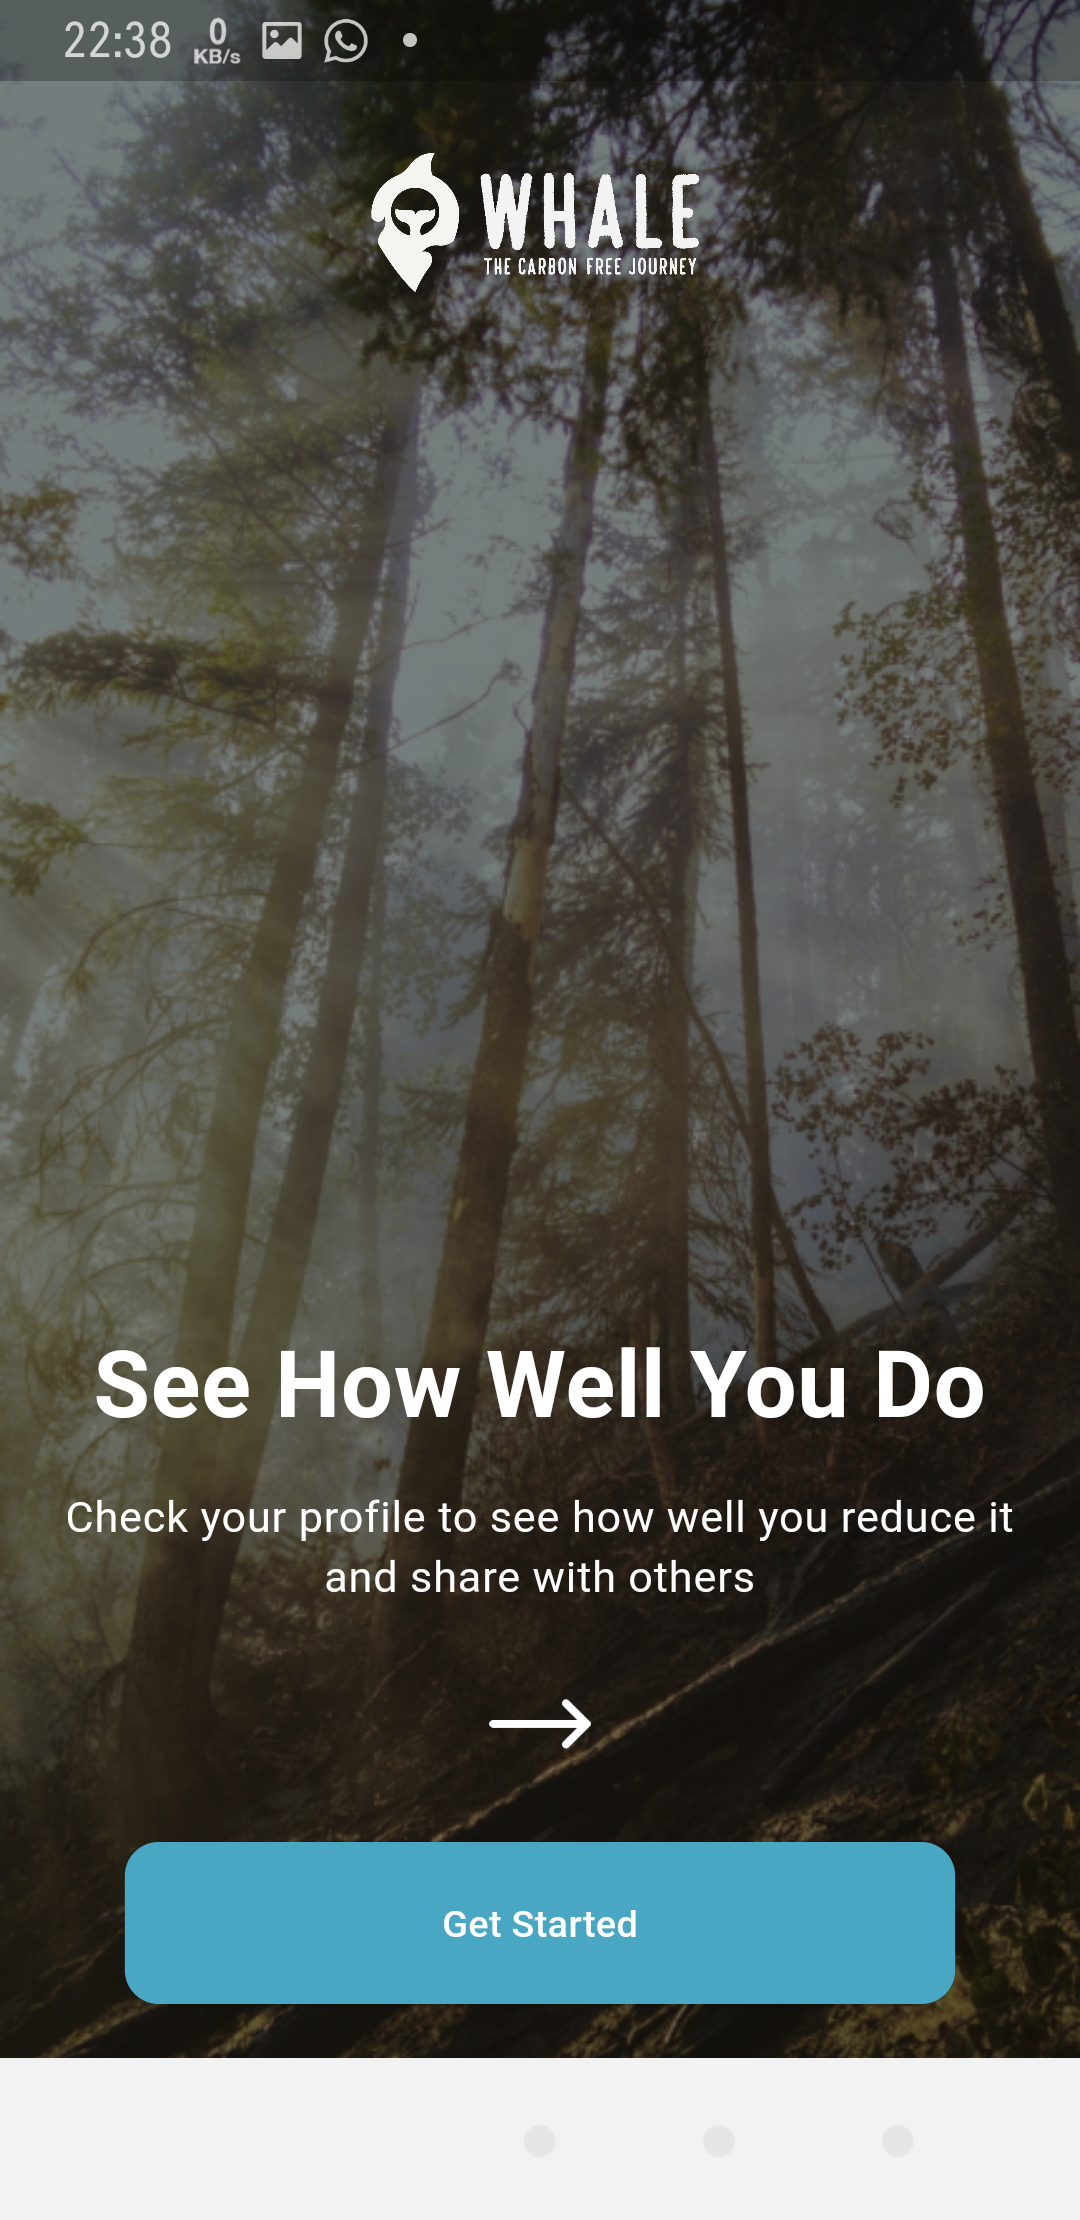 22:38 0 KB/s
WHALE
THE CARBON FREE JOURNEY
See How Well You Do
Check your profile to see how well you reduce it
and share with others
Get Started